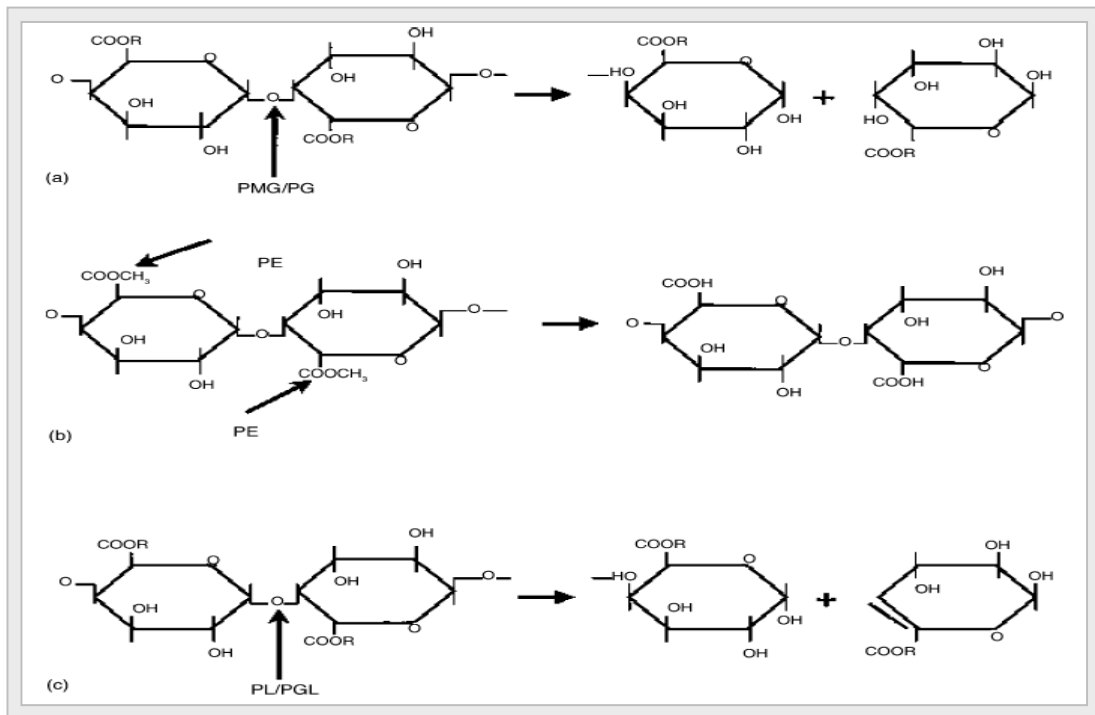 COOR O OH
O OH OH O COOR O O
→ HO COOR O OH OH OH
+ OH OH OH HO COOR O
(a) PMG/PG
COOCH₃ PE O OH
O OH OH O OH COOCH₃ O O
PE
COOH O O OH OH O
OH OH COOH O O
(b)
COOR O OH
O OH OH O OH COOR O O
HO COOR O OH OH OH
+ OH OH OH COOR O
(c) PL/PGL